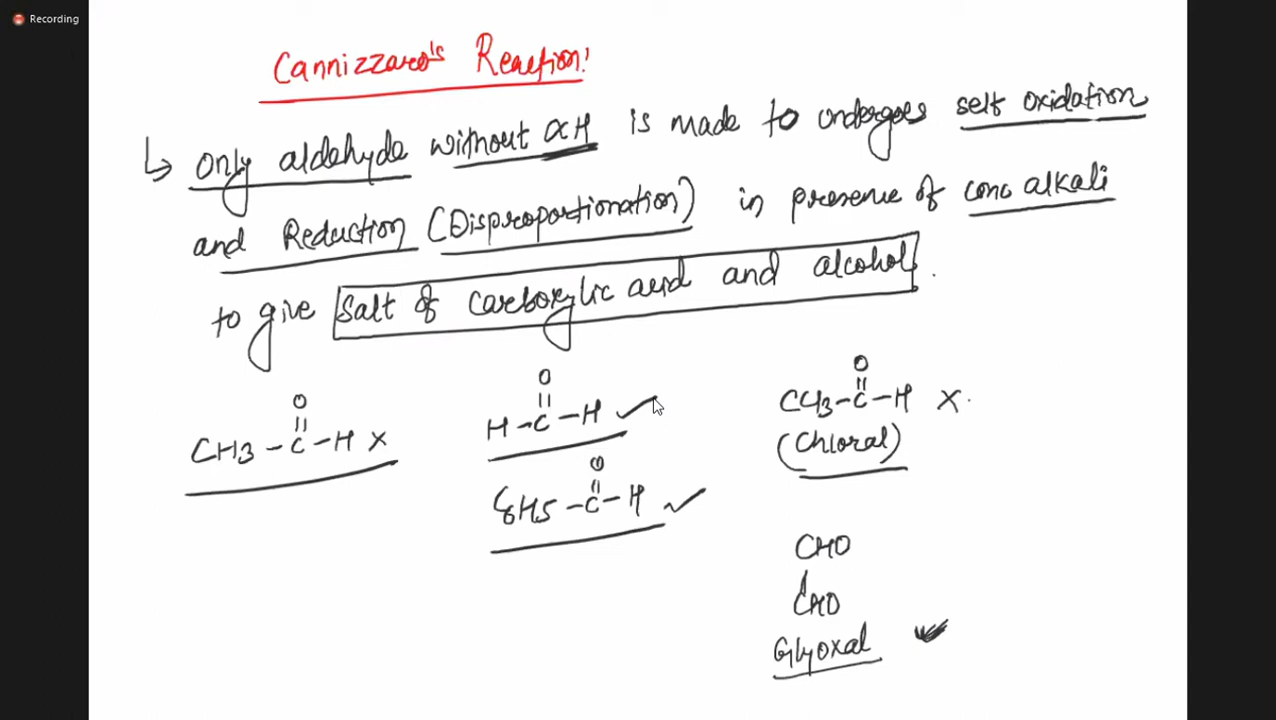 Recording
Cannizzaro's Reaction:
↳ only aldehyde without αH is made to undergoes self oxidation
and Reduction (Disproportionation) in presence of conc alkali
to give Salt of carboxylic acid and alcohol.
O O O
CH3 - C - H X H - C - H ✓ CCl3 - C - H X
(Chloral)
O
C6H5 - C - H ✓
CHO
CHO
Glyoxal ✓